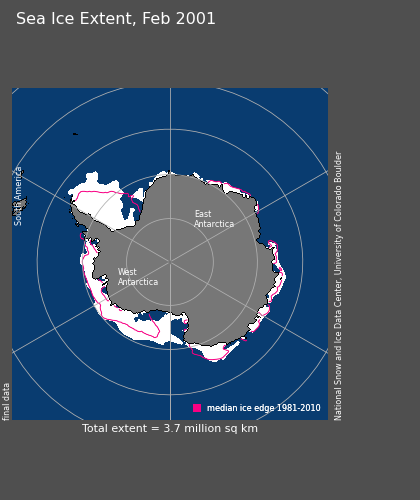 Sea Ice Extent, Feb 2001
South America
East
Antarctica
West
Antarctica
National Snow and Ice Data Center, University of Colorado Boulder
final data
median ice edge 1981-2010
Total extent = 3.7 million sq km